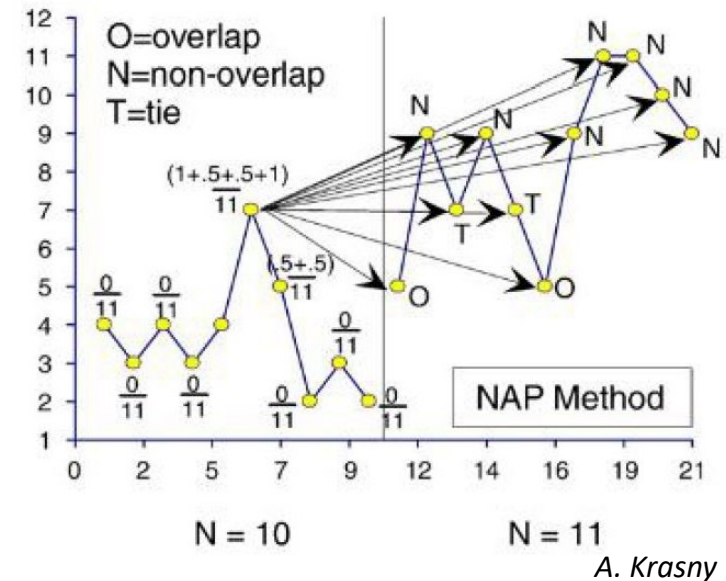 12
11
10
9
8
7
6
5
4
3
2
1
O=overlap
N=non-overlap
T=tie
(1+.5+.5+1)
11
(.5+.5)
11
0
11
0
11
0
11
0
11
0
11
0
11
0
11
N
N
N
N
N
N
N
T
T
O
O
NAP Method
0 2 5 7 9 12 14 16 19 21
N = 10 N = 11
A. Krasny